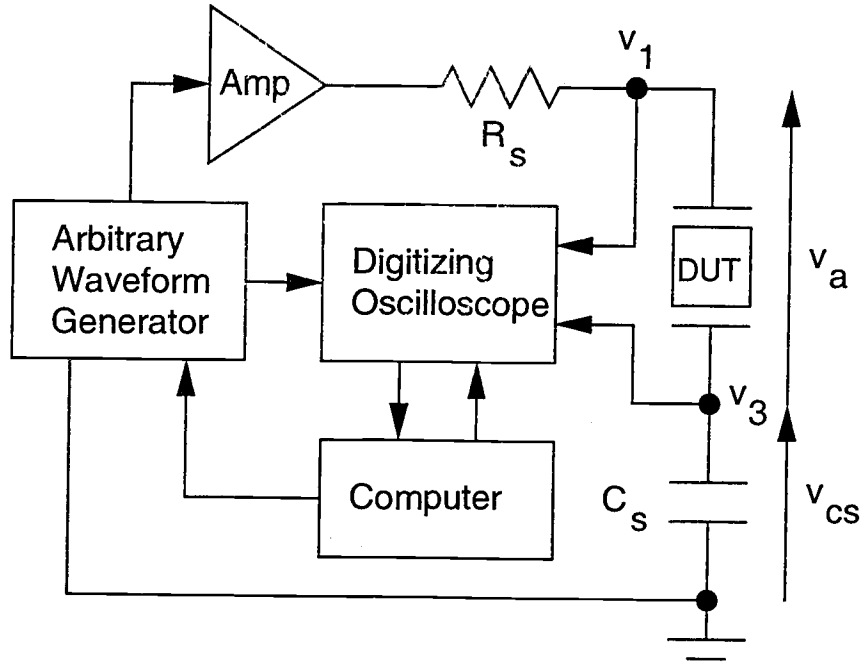 v1
Amp
Rs
Arbitrary
Waveform
Generator
Digitizing
Oscilloscope
DUT
va
v3
Computer
Cs
vcs